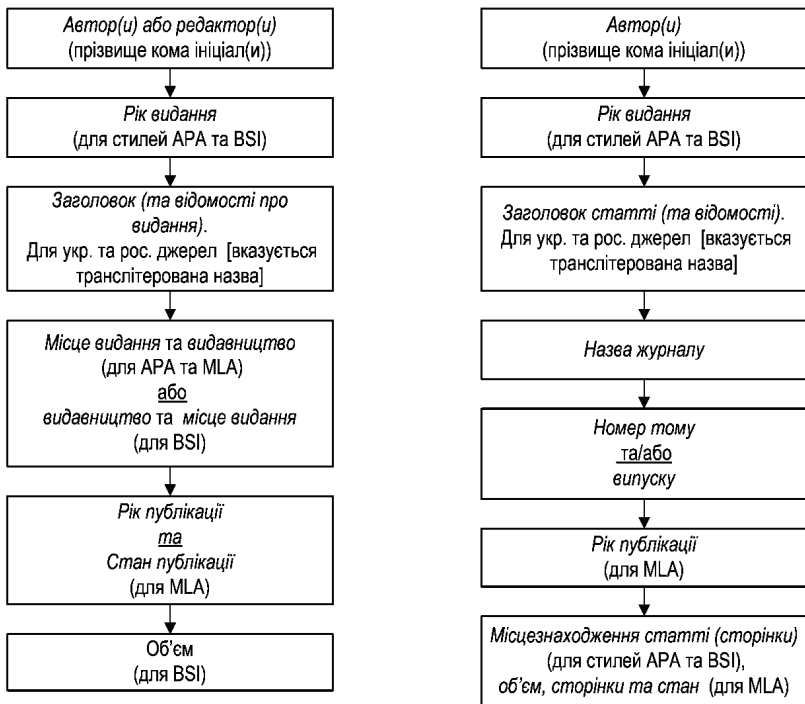 Автор(и) або редактор(и)
(прізвище кома ініціал(и))
Рік видання
(для стилей APA та BSI)
Заголовок (та відомості про
видання).
Для укр. та рос. джерел [вказується
транслітерована назва]
Місце видання та видавництво
(для APA та MLA)
або
видавництво та місце видання
(для BSI)
Рік публікації
та
Стан публікації
(для MLA)
Об'єм
(для BSI)
Автор(и)
(прізвище кома ініціал(и))
Рік видання
(для стилей APA та BSI)
Заголовок статті (та відомості).
Для укр. та рос. джерел [вказується
транслітерована назва]
Назва журналу
Номер тому
та/або
випуску
Рік публікації
(для MLA)
Місцезнаходження статті (сторінки)
(для стилей APA та BSI),
об'єм, сторінки та стан (для MLA)